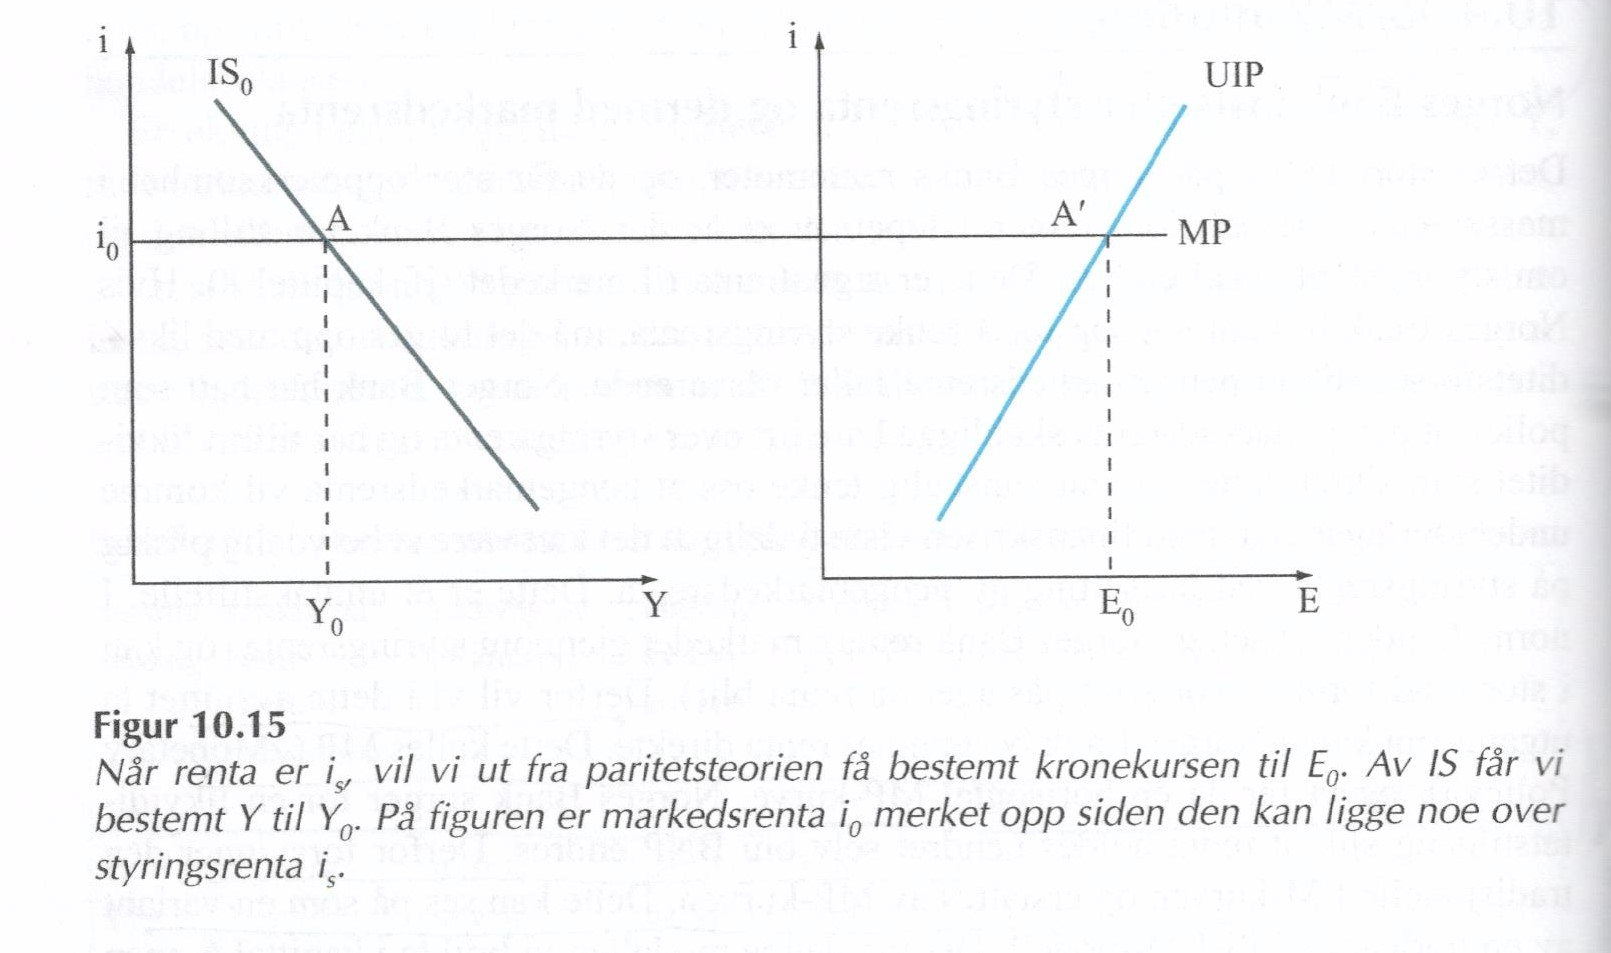 i
IS0
A
i0
Y0
Y
i
UIP
A′
MP
E0
E
Figur 10.15
Når renta er is, vil vi ut fra paritetsteorien få bestemt kronekursen til E0. Av IS får vi
bestemt Y til Y0. På figuren er markedsrenta i0 merket opp siden den kan ligge noe over
styringsrenta is.